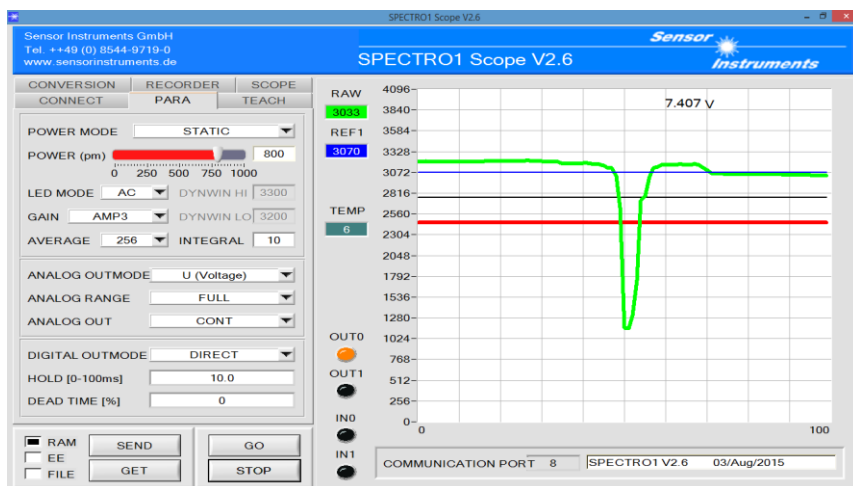 SPECTRO1 Scope V2.6
Sensor Instruments GmbH
Tel. ++49 (0) 8544-9719-0
www.sensorinstruments.de
SPECTRO1 Scope V2.6
Sensor
Instruments
CONVERSION RECORDER SCOPE
CONNECT PARA TEACH
POWER MODE STATIC
POWER (pm) 800
0 250 500 750 1000
LED MODE AC DYNWIN HI 3300
GAIN AMP3 DYNWIN LO 3200
AVERAGE 256 INTEGRAL 10
ANALOG OUTMODE U (Voltage)
ANALOG RANGE FULL
ANALOG OUT CONT
DIGITAL OUTMODE DIRECT
HOLD [0-100ms] 10.0
DEAD TIME [%] 0
RAM
EE
FILE
SEND
GO
GET
STOP
RAW
3033
REF1
3070
TEMP
6
OUT0
OUT1
IN0
IN1
7.407 V
4096
3840
3584
3328
3072
2816
2560
2304
2048
1792
1536
1280
1024
768
512
256
0
0 100
COMMUNICATION PORT 8 SPECTRO1 V2.6 03/Aug/2015